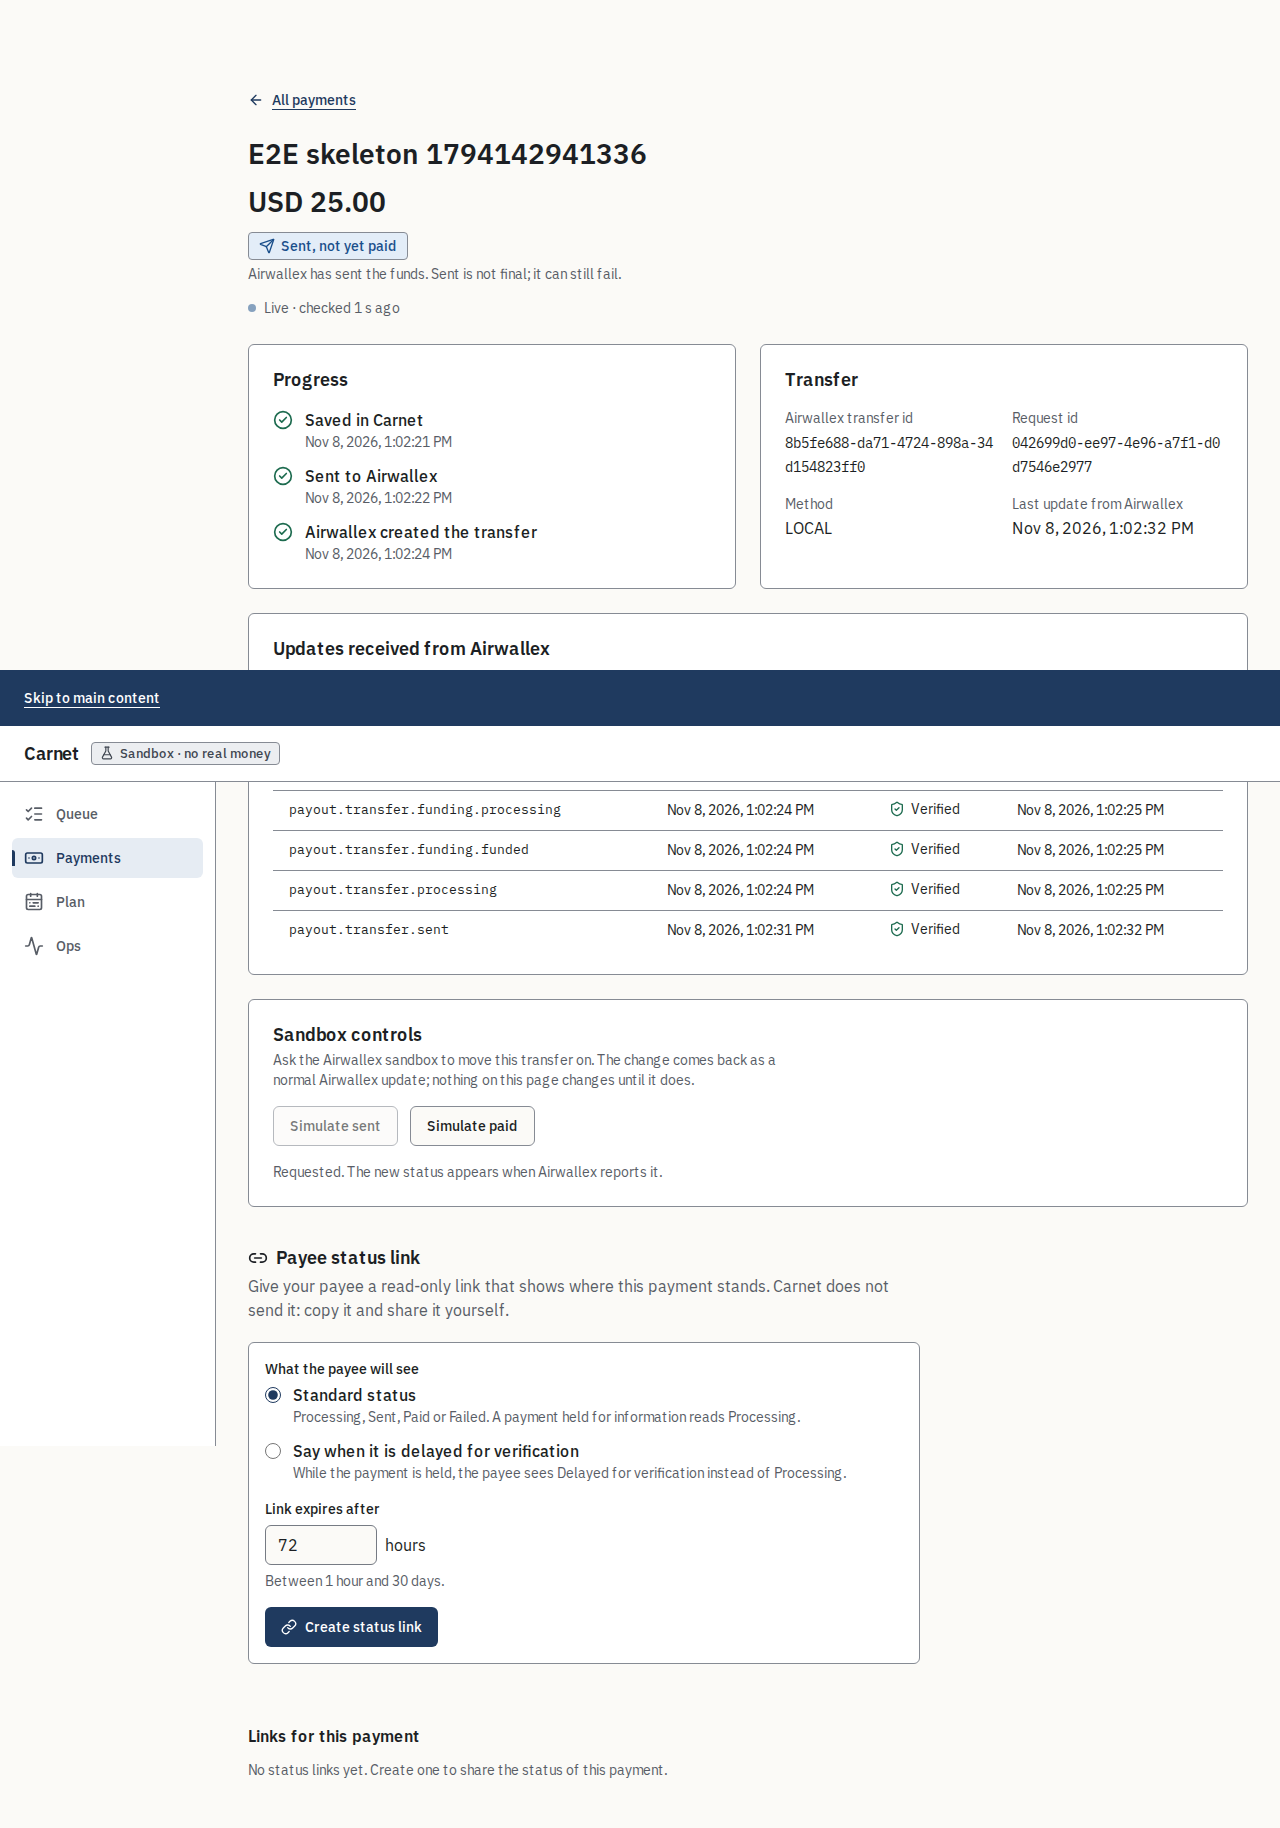 All payments
E2E skeleton 1794142941336
USD 25.00
Sent, not yet paid
Airwallex has sent the funds. Sent is not final; it can still fail.
Live · checked 1 s ago
Progress
Saved in Carnet
Nov 8, 2026, 1:02:21 PM
Sent to Airwallex
Nov 8, 2026, 1:02:22 PM
Airwallex created the transfer
Nov 8, 2026, 1:02:24 PM
Transfer
Airwallex transfer id
8b5fe688-da71-4724-898a-34
d154823ff0
Request id
042699d0-ee97-4e96-a7f1-d0
d7546e2977
Method
LOCAL
Last update from Airwallex
Nov 8, 2026, 1:02:32 PM
Updates received from Airwallex
Skip to main content
Carnet
Sandbox · no real money
Queue
Payments
Plan
Ops
payout.transfer.funding.processing Nov 8, 2026, 1:02:24 PM Verified Nov 8, 2026, 1:02:25 PM
payout.transfer.funding.funded Nov 8, 2026, 1:02:24 PM Verified Nov 8, 2026, 1:02:25 PM
payout.transfer.processing Nov 8, 2026, 1:02:24 PM Verified Nov 8, 2026, 1:02:25 PM
payout.transfer.sent Nov 8, 2026, 1:02:31 PM Verified Nov 8, 2026, 1:02:32 PM
Sandbox controls
Ask the Airwallex sandbox to move this transfer on. The change comes back as a
normal Airwallex update; nothing on this page changes until it does.
Simulate sent
Simulate paid
Requested. The new status appears when Airwallex reports it.
Payee status link
Give your payee a read-only link that shows where this payment stands. Carnet does not
send it: copy it and share it yourself.
What the payee will see
Standard status
Processing, Sent, Paid or Failed. A payment held for information reads Processing.
Say when it is delayed for verification
While the payment is held, the payee sees Delayed for verification instead of Processing.
Link expires after
72 hours
Between 1 hour and 30 days.
Create status link
Links for this payment
No status links yet. Create one to share the status of this payment.